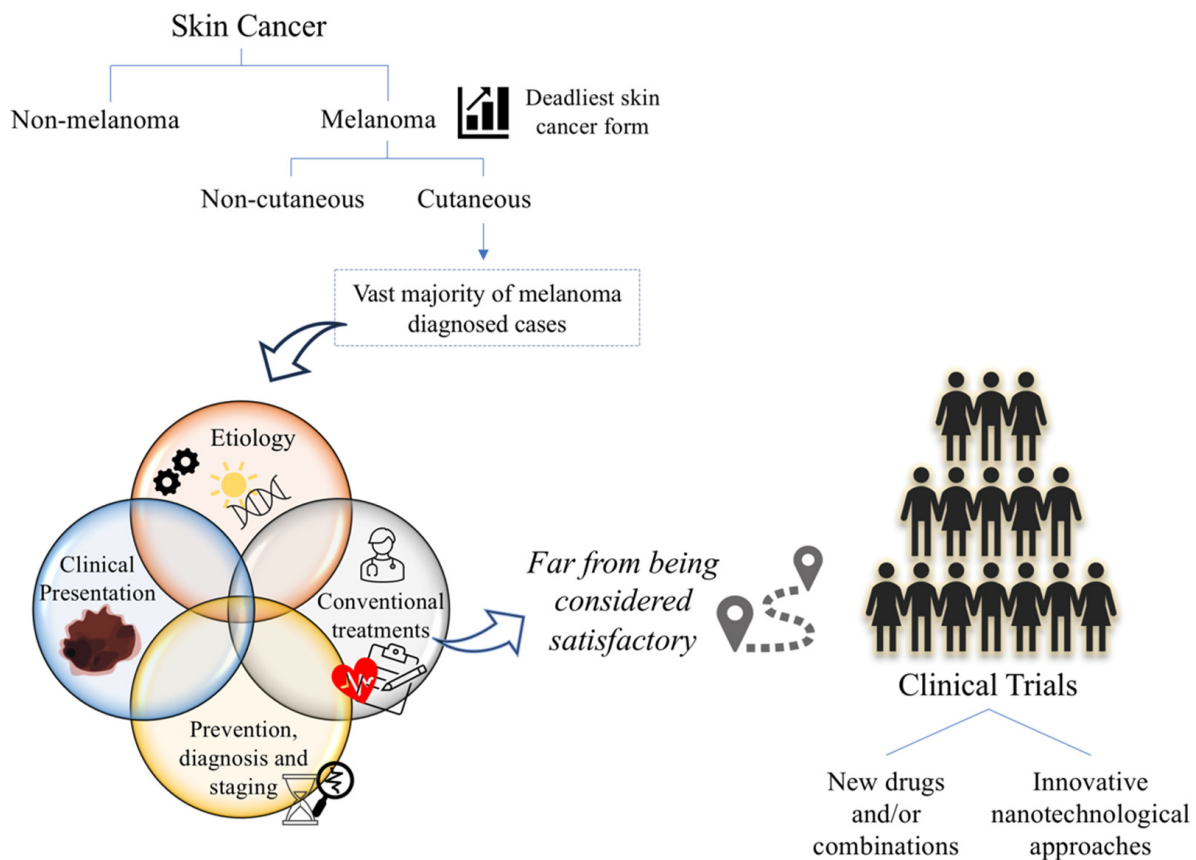 Skin Cancer
Non-melanoma
Melanoma
Deadliest skin
cancer form
Non-cutaneous
Cutaneous
Vast majority of melanoma
diagnosed cases
Etiology
Clinical
Presentation
Conventional
treatments
Prevention,
diagnosis and
staging
Far from being
considered
satisfactory
Clinical Trials
New drugs
and/or
combinations
Innovative
nanotechnological
approaches